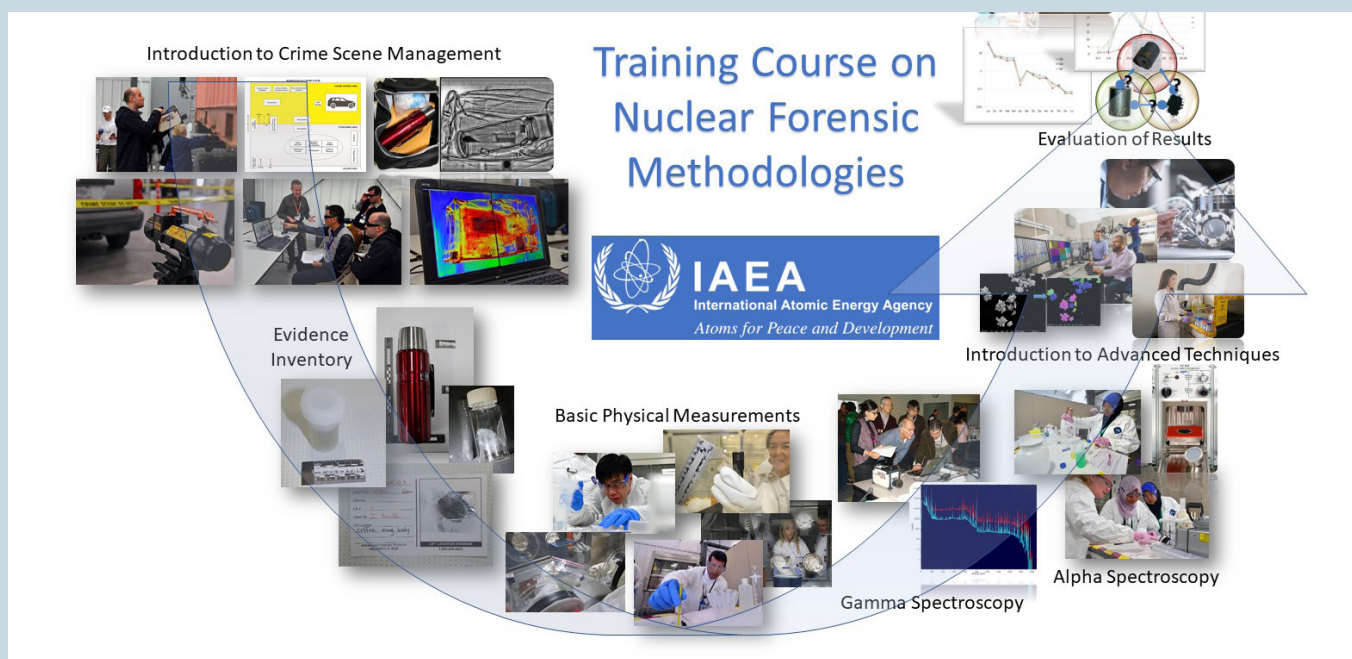 Introduction to Crime Scene Management
Training Course on
Nuclear Forensic
Methodologies
IAEA
International Atomic Energy Agency
Atoms for Peace and Development
Evaluation of Results
Introduction to Advanced Techniques
Evidence
Inventory
Basic Physical Measurements
Gamma Spectroscopy
Alpha Spectroscopy